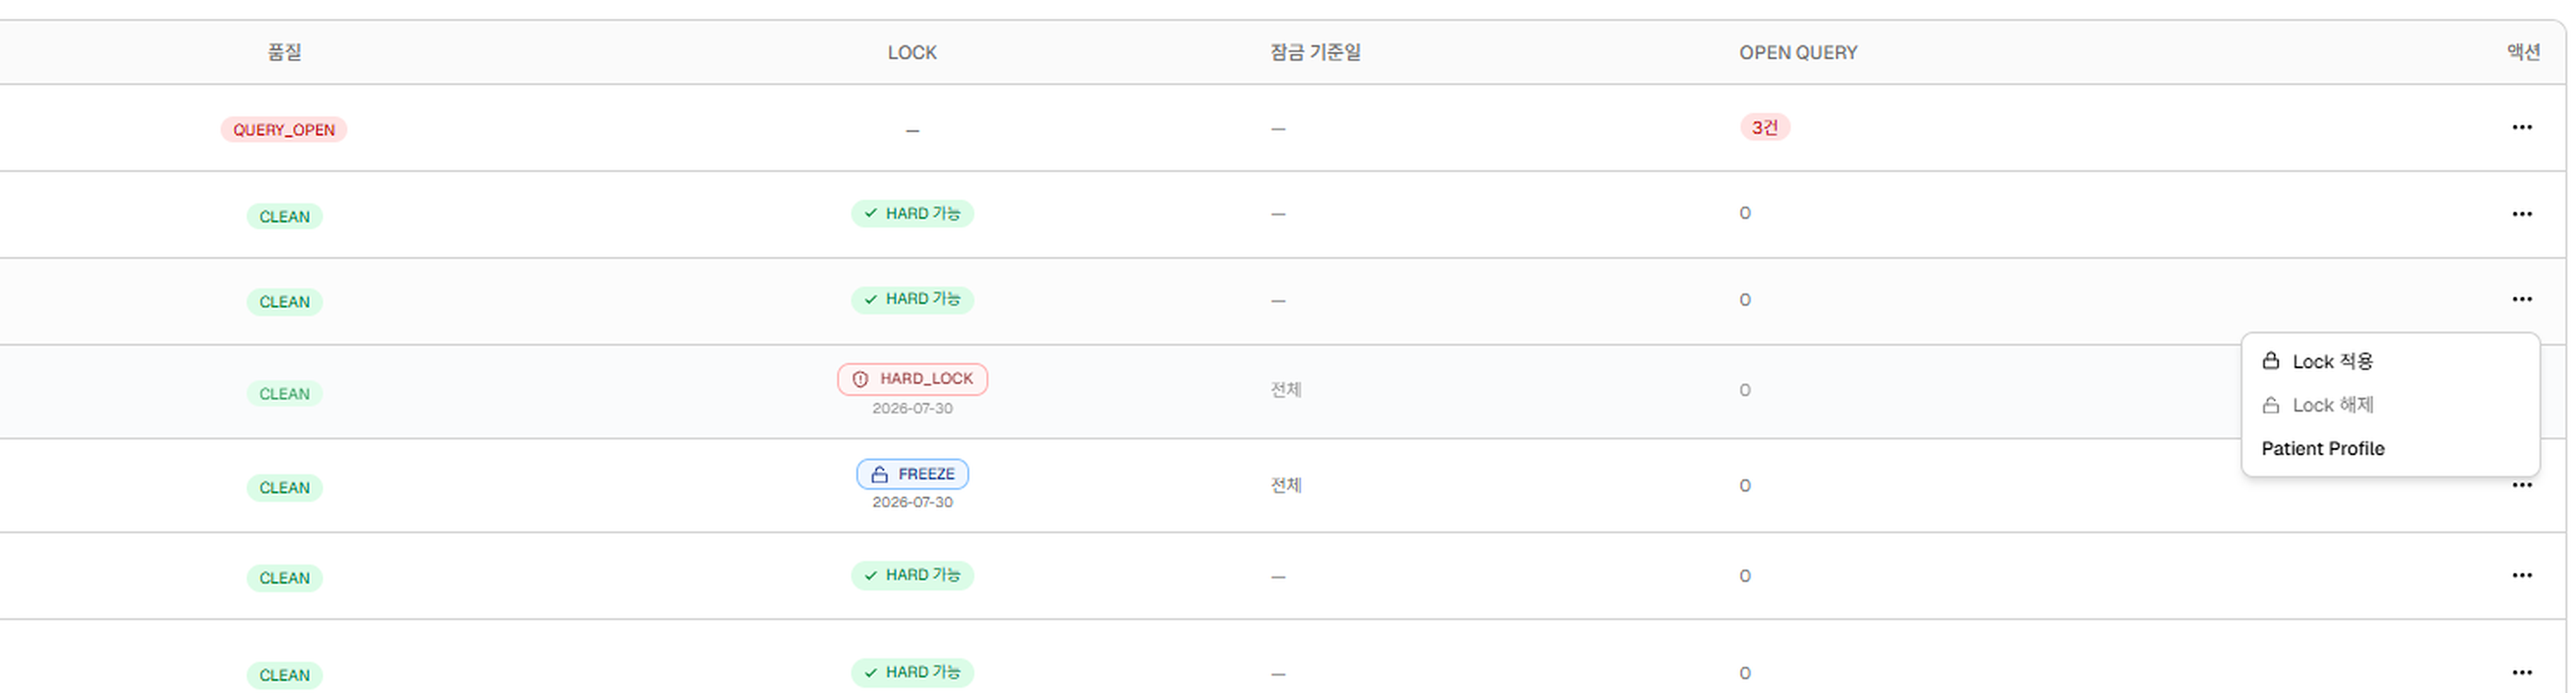 품질 LOCK 잠금 기준일 OPEN QUERY 액션
QUERY_OPEN — — 3건 ...
CLEAN HARD 가능 — 0 ...
CLEAN HARD 가능 — 0 ...
CLEAN HARD_LOCK 전체 0
2026-07-30
Lock 적용
Lock 해제
Patient Profile
CLEAN FREEZE 전체 0 ...
2026-07-30
CLEAN HARD 가능 — 0 ...
CLEAN HARD 가능 — 0 ...